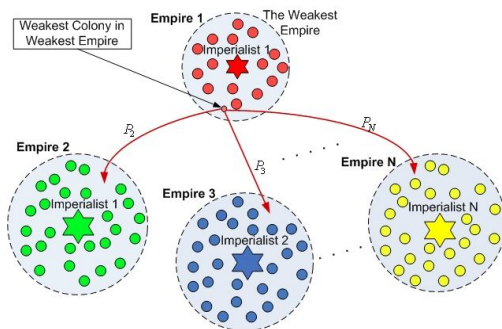 Weakest Colony in
Weakest Empire
Empire 1
The Weakest
Empire
Imperialist 1
P2
P3
PN
Empire 2
Imperialist 1
Empire 3
Imperialist 2
Empire N
Imperialist N